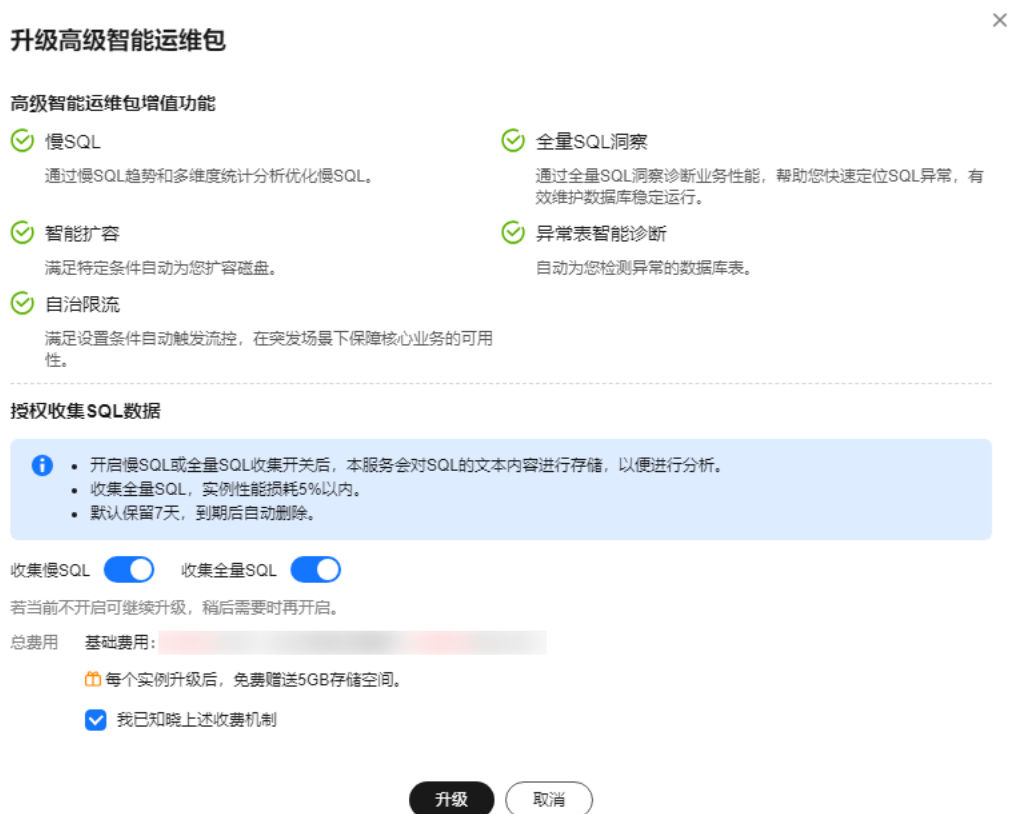 升级高级智能运维包
高级智能运维包增值功能
慢SQL
通过慢SQL趋势和多维度统计分析优化慢SQL。
全量SQL洞察
通过全量SQL洞察诊断业务性能，帮助您快速定位SQL异常，有
效维护数据库稳定运行。
智能扩容
满足特定条件自动为您扩容磁盘。
异常表智能诊断
自动为您检测异常的数据库表。
自治限流
满足设置条件自动触发流控，在突发场景下保障核心业务的可用
性。
授权收集SQL数据
• 开启慢SQL或全量SQL收集开关后，本服务会对SQL的文本内容进行存储，以便进行分析。
• 收集全量SQL，实例性能损耗5%以内。
• 默认保留7天，到期后自动删除。
收集慢SQL 收集全量SQL
若当前不开启可继续升级，稍后需要时再开启。
总费用 基础费用：
每个实例升级后，免费赠送5GB存储空间。
我已知晓上述收费机制
升级 取消